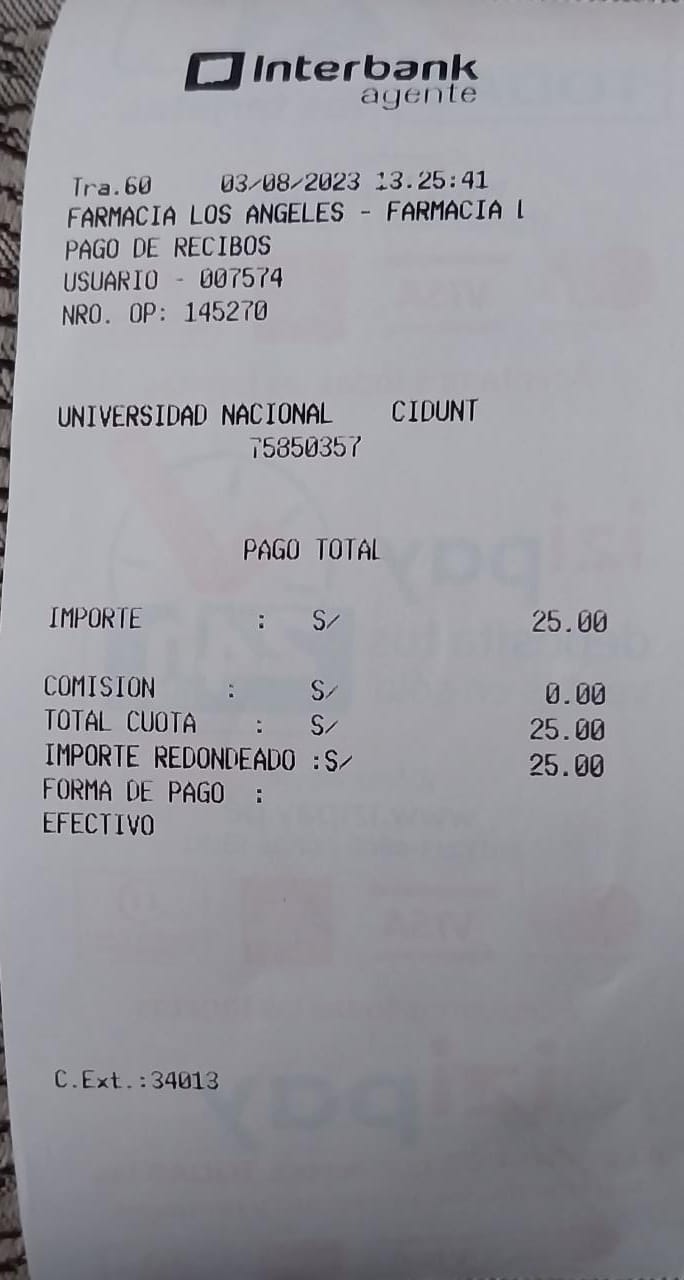 Interbank
agente
Tra.60 03/08/2023 13.25:41
FARMACIA LOS ANGELES - FARMACIA L
PAGO DE RECIBOS
USUARIO - 007574
NRO. OP: 145270
UNIVERSIDAD NACIONAL CIDUNT
75850357
PAGO TOTAL
IMPORTE : S/ 25.00
COMISION : S/ 0.00
TOTAL CUOTA : S/ 25.00
IMPORTE REDONDEADO :S/ 25.00
FORMA DE PAGO :
EFECTIVO
C.Ext.:34013